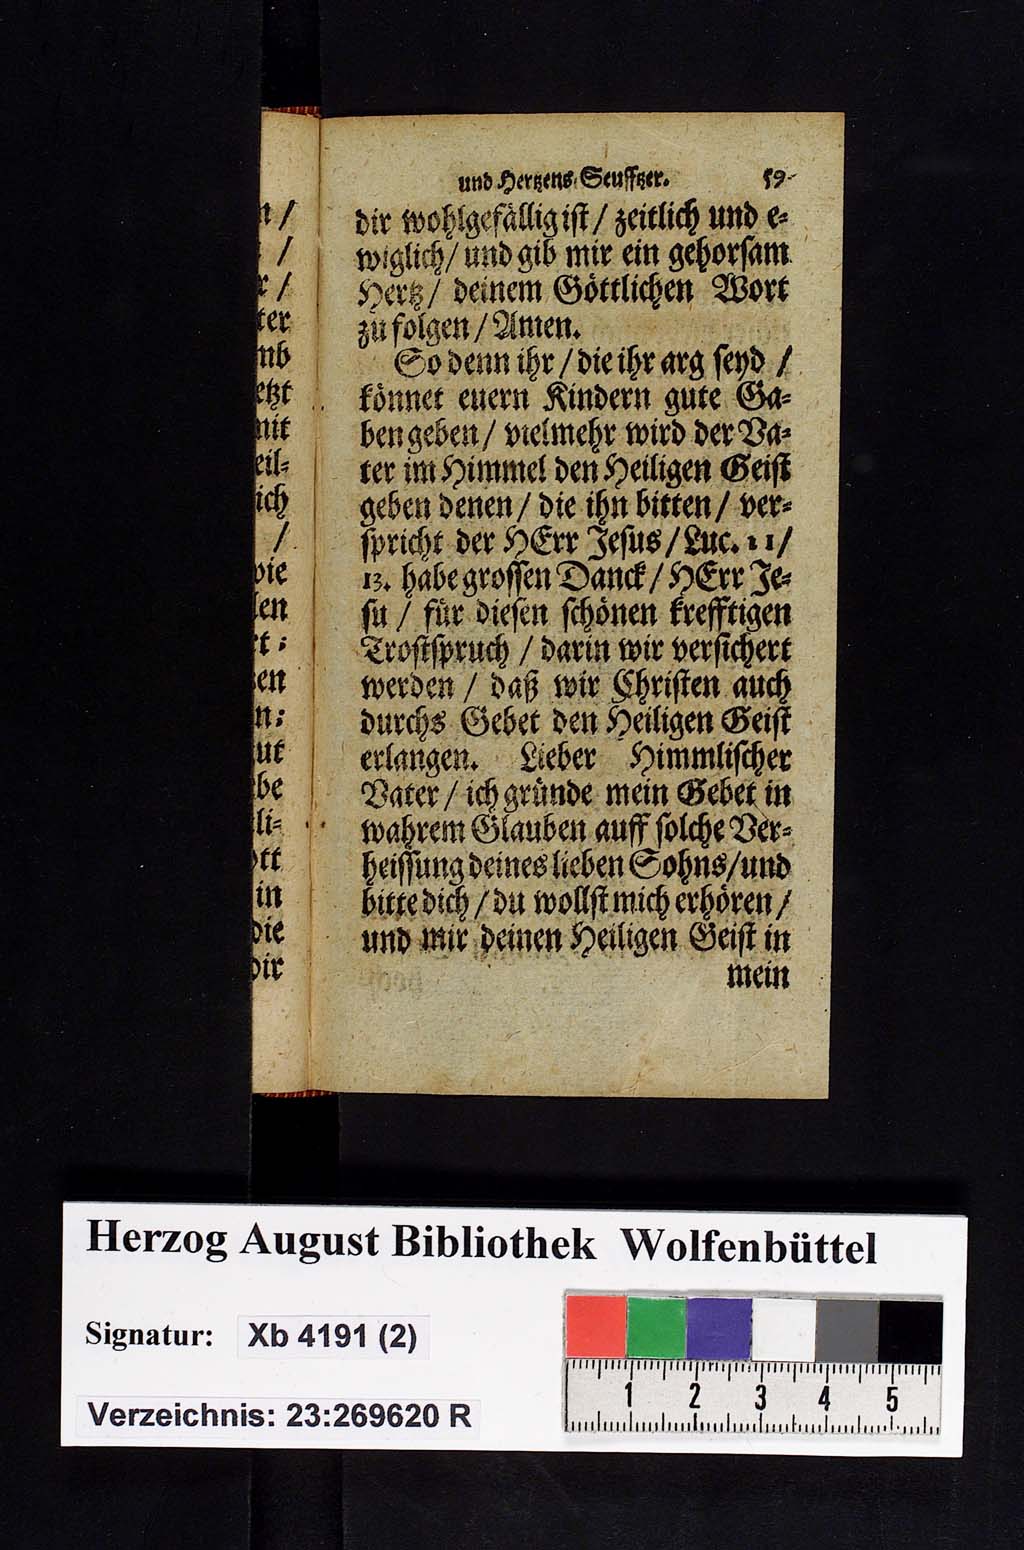 und Hertzens-Seufftzer. 59
dir wohlgefällig ist / zeitlich und e-
wiglich / und gib mir ein gehorsam
Hertz / deinem Göttlichen Wort
zu folgen / Amen.
So denn ihr / die ihr arg seyd /
könnet euern Kindern gute Ga-
ben geben / vielmehr wird der Va-
ter im Himmel den Heiligen Geist
geben denen / die ihn bitten / ver-
spricht der HErr Jesus / Luc. 11 /
13. habe grossen Danck / HErr Je-
su / für diesen schönen krefftigen
Trostspruch / darin wir versichert
werden / daß wir Christen auch
durchs Gebet den Heiligen Geist
erlangen. Lieber Himmlischer
Vater / ich gründe mein Gebet in
wahrem Glauben auff solche Ver-
heissung deines lieben Sohns / und
bitte dich / du wollst mich erhören /
und mir deinen Heiligen Geist in
mein
Herzog August Bibliothek Wolfenbüttel
Signatur: Xb 4191 (2)
Verzeichnis: 23:269620 R
1 2 3 4 5